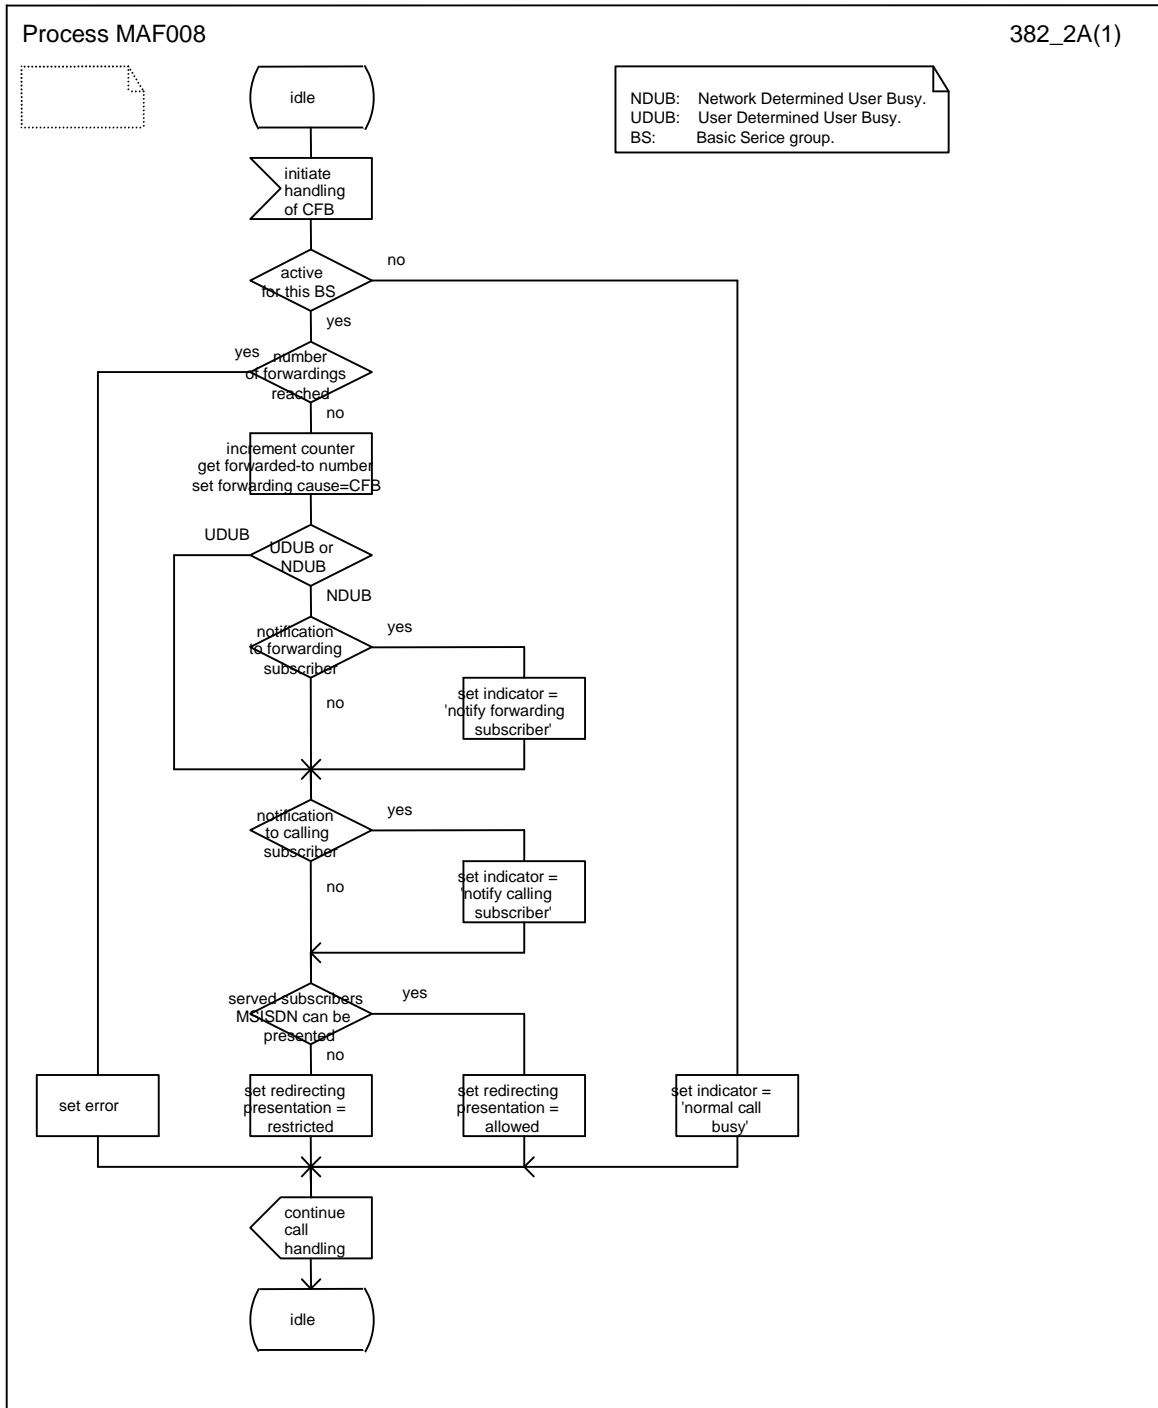 Process MAF008
382_2A(1)
idle
NDUB: Network Determined User Busy.
UDUB: User Determined User Busy.
BS: Basic Serice group.
initiate
handling
of CFB
active
for this BS
no
yes
yes
number
of forwardings
reached
no
increment counter
get forwarded-to number
set forwarding cause=CFB
UDUB
UDUB or
NDUB
NDUB
notification
to forwarding
subscriber
yes
no
set indicator =
'notify forwarding
subscriber'
notification
to calling
subscriber
yes
no
set indicator =
'notify calling
subscriber'
served subscribers
MSISDN can be
presented
yes
no
set error
set redirecting
presentation =
restricted
set redirecting
presentation =
allowed
set indicator =
'normal call
busy'
continue
call
handling
idle